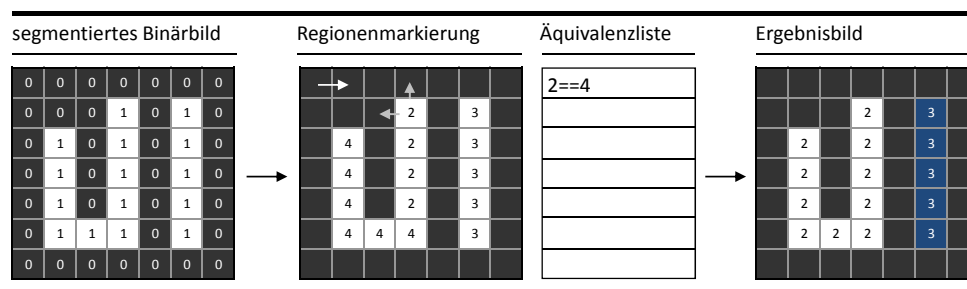 segmentiertes Binärbild
Regionenmarkierung
Äquivalenzliste
Ergebnisbild
0 0 0 0 0 0 0
0 0 0 1 0 1 0
0 1 0 1 0 1 0
0 1 0 1 0 1 0
0 1 0 1 0 1 0
0 1 1 1 0 1 0
0 0 0 0 0 0 0
2 3
4 2 3
4 2 3
4 2 3
4 4 4 3
2==4
2 3
2 2 3
2 2 3
2 2 3
2 2 2 3